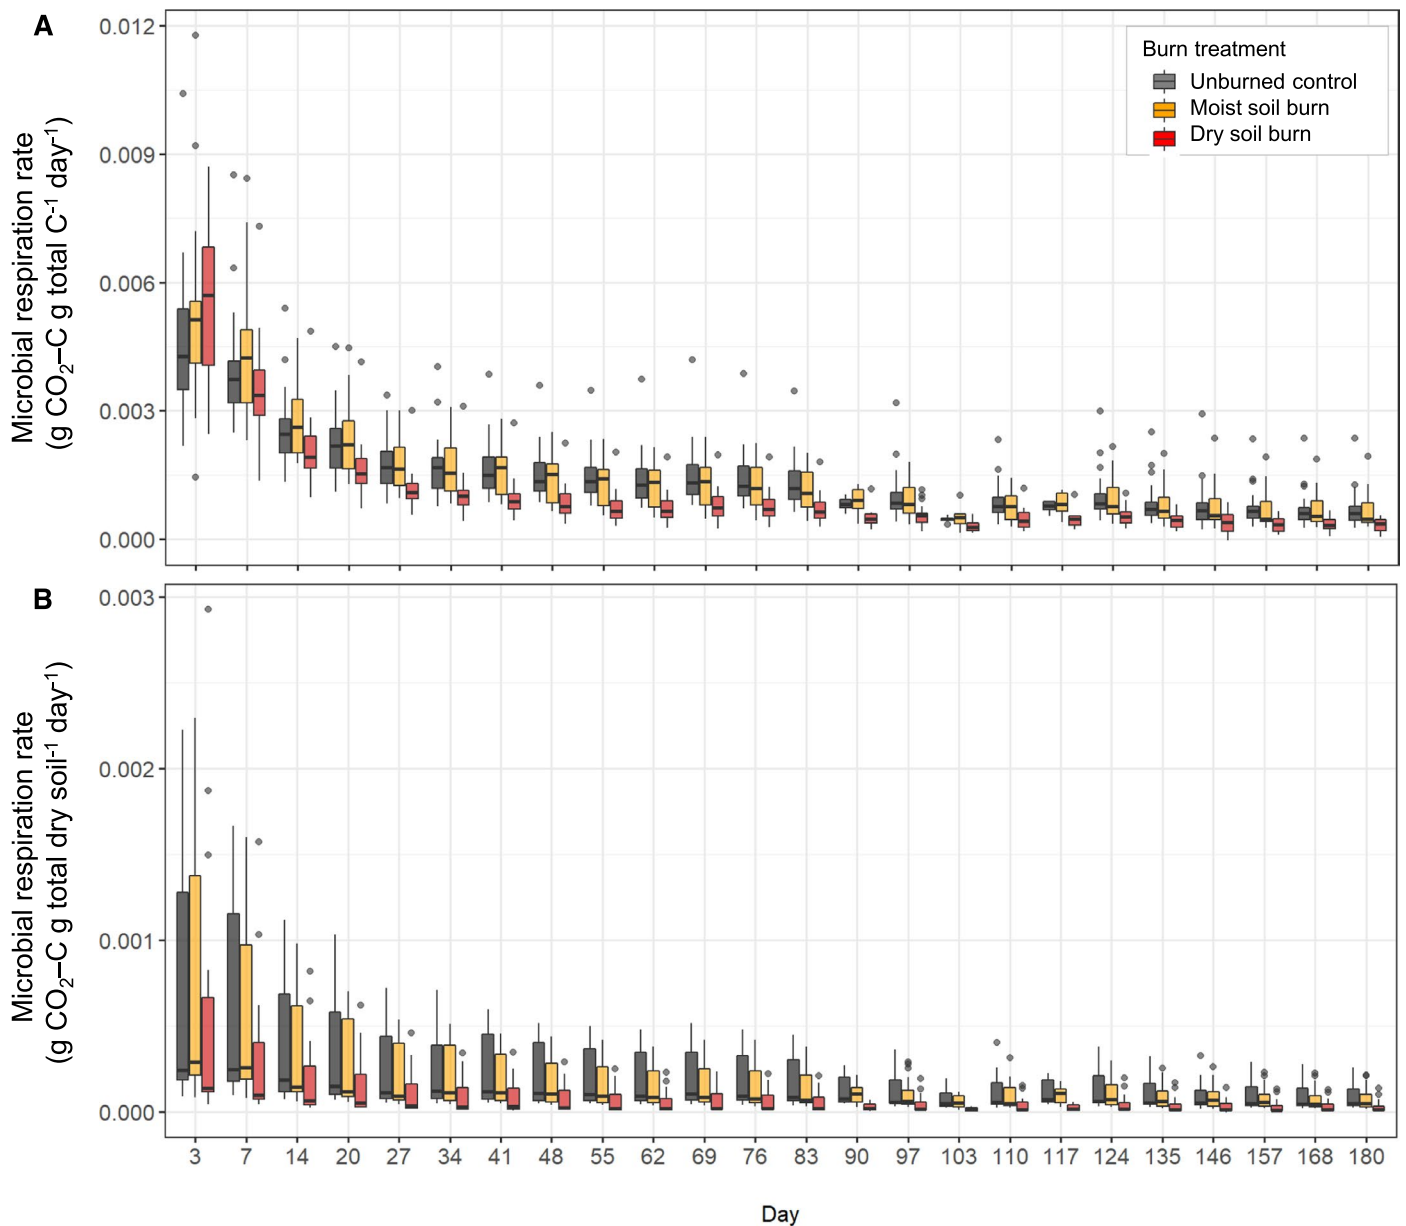 A
Microbial respiration rate
(g CO₂–C g total C⁻¹ day⁻¹)
0.012
0.009
0.006
0.003
0.000
Burn treatment
Unburned control
Moist soil burn
Dry soil burn
B
Microbial respiration rate
(g CO₂–C g total dry soil⁻¹ day⁻¹)
0.003
0.002
0.001
0.000
3 7 14 20 27 34 41 48 55 62 69 76 83 90 97 103 110 117 124 135 146 157 168 180
Day